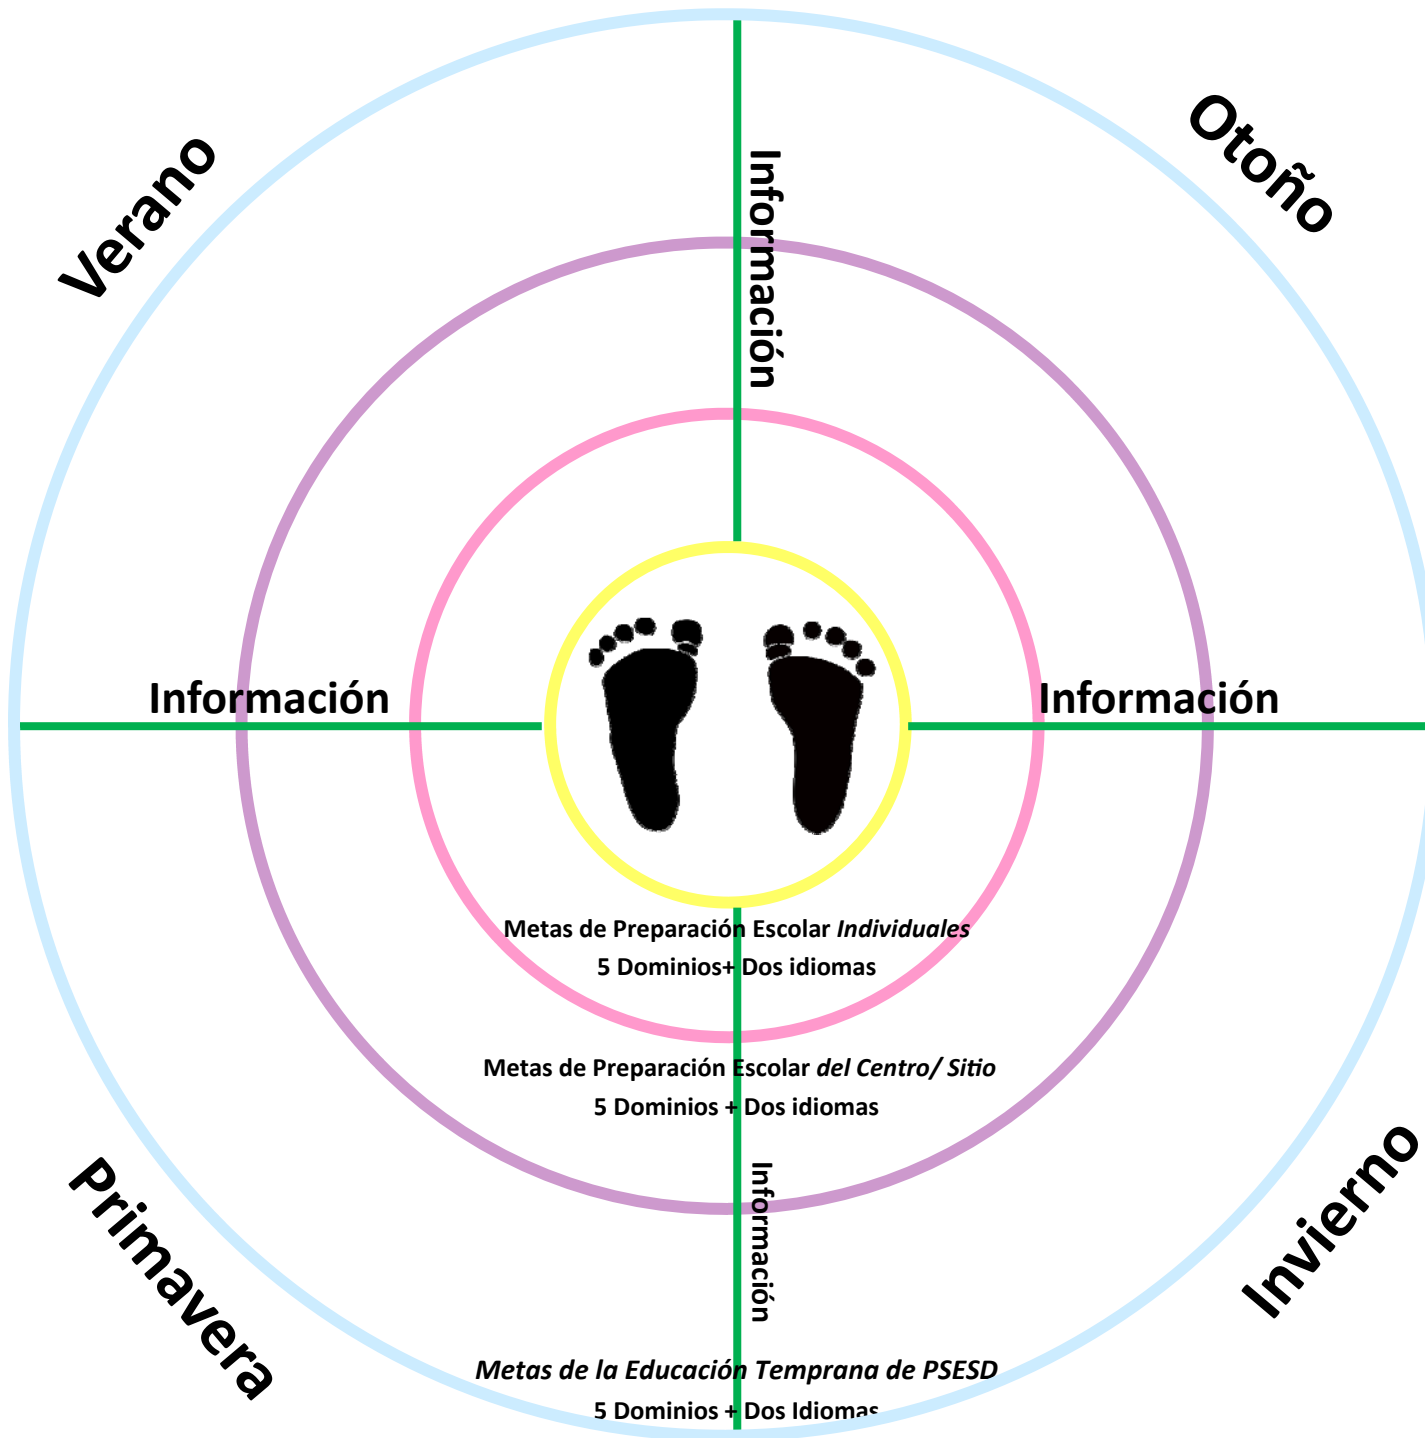 Verano
Otoño
Información
Información
Información
Metas de Preparación Escolar Individuales
5 Dominios+ Dos idiomas
Metas de Preparación Escolar del Centro/ Sitio
5 Dominios + Dos idiomas
Información
Primavera
Invierno
Metas de la Educación Temprana de PSESD
5 Dominios + Dos Idiomas